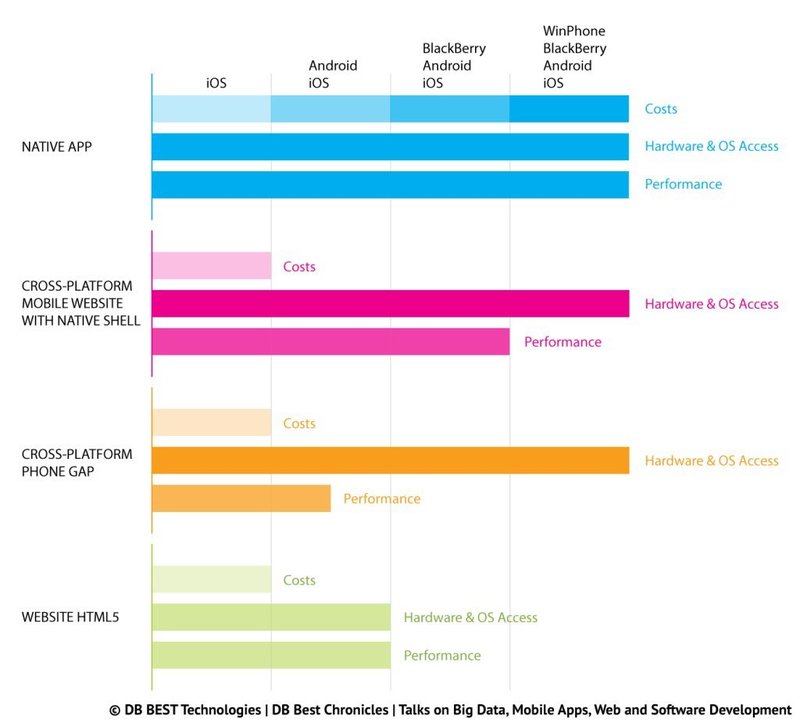 WinPhone
BlackBerry
Android
iOS
BlackBerry
Android
iOS
Android
iOS
iOS
Costs
NATIVE APP
Hardware & OS Access
Performance
Costs
CROSS-PLATFORM
MOBILE WEBSITE
WITH NATIVE SHELL
Hardware & OS Access
Performance
Costs
CROSS-PLATFORM
PHONE GAP
Hardware & OS Access
Performance
Costs
WEBSITE HTML5
Hardware & OS Access
Performance
© DB BEST Technologies | DB Best Chronicles | Talks on Big Data, Mobile Apps, Web and Software Development